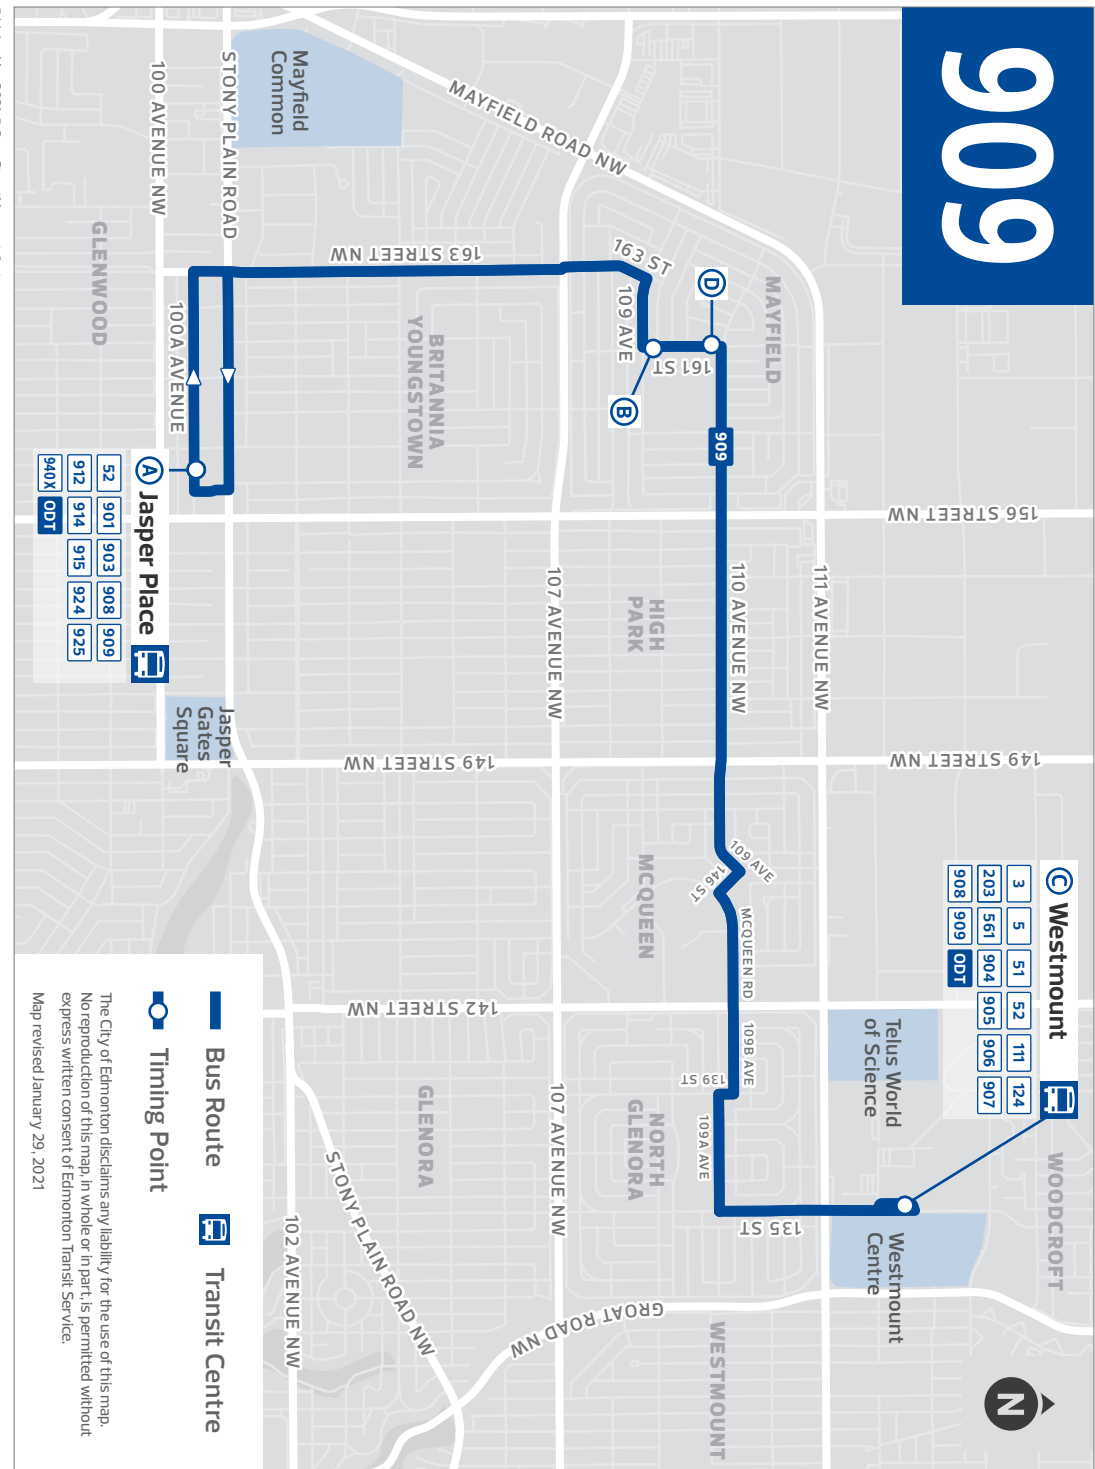 909
Mayfield
Common
100 AVENUE NW
STONY PLAIN ROAD
MAYFIELD ROAD NW
GLENWOOD
163 STREET NW
163 ST
109 AVE
D
161 ST
B
MAYFIELD
100A AVENUE
BRITANNIA
YOUNGSTOWN
909
A Jasper Place
52 901 903 908 909
912 914 915 924 925
940X ODT
156 STREET NW
107 AVENUE NW
HIGH
PARK
110 AVENUE NW
111 AVENUE NW
Jasper
Gates
Square
149 STREET NW
149 STREET NW
109 AVE
146 ST
MCQUEEN
MCQUEEN RD
C Westmount
3 5 51 52 111 124
203 561 904 905 906 907
908 909 ODT
142 STREET NW
Telus World
of Science
109B AVE
139 ST
109A AVE
GLENORA
107 AVENUE NW
NORTH
GLENORA
135 ST
Westmount
Centre
WOODCROFT
STONY PLAIN ROAD NW
102 AVENUE NW
GROAT ROAD NW
WESTMOUNT
N
Bus Route
Timing Point
Transit Centre
The City of Edmonton disclaims any liability for the use of this map.
No reproduction of this map, in whole or in part, is permitted without
express written consent of Edmonton Transit Service.
Map revised January 29, 2021